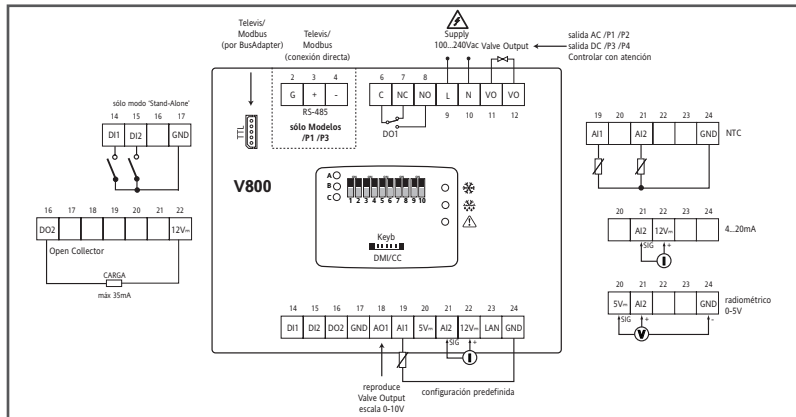 Televis/
Modbus
(por BusAdapter)
Televis/
Modbus
(conexión directa)
Supply
100...240Vac
Valve Output
salida AC /P1 /P2
salida DC /P3 /P4
Controlar con atención
2 3 4
G + -
RS-485
sólo Modelos
/P1 /P3
TTL
6 7 8
C NC NO L N VO VO
9 10 11 12
DO1
sólo modo 'Stand-Alone'
14 15 16 17
DI1 DI2 GND
16 17 18 19 20 21 22
DO2 12V
Open Collector
CARGA
máx 35mA
V800
A
B
C
1 2 3 4 5 6 7 8 9 10
Keyb
DMI/CC
19 20 21 22 23 24
AI1 AI2 GND
NTC
20 21 22 23 24
AI2 12V
4...20mA
SIG +
I
20 21 22 23 24
5V AI2 GND
radiométrico
0-5V
SIG + -
V
14 15 16 17 18 19 20 21 22 23 24
DI1 DI2 DO2 GND AO1 AI1 5V AI2 12V LAN GND
SIG +
I
reproduce
Valve Output
escala 0-10V
configuración predefinida